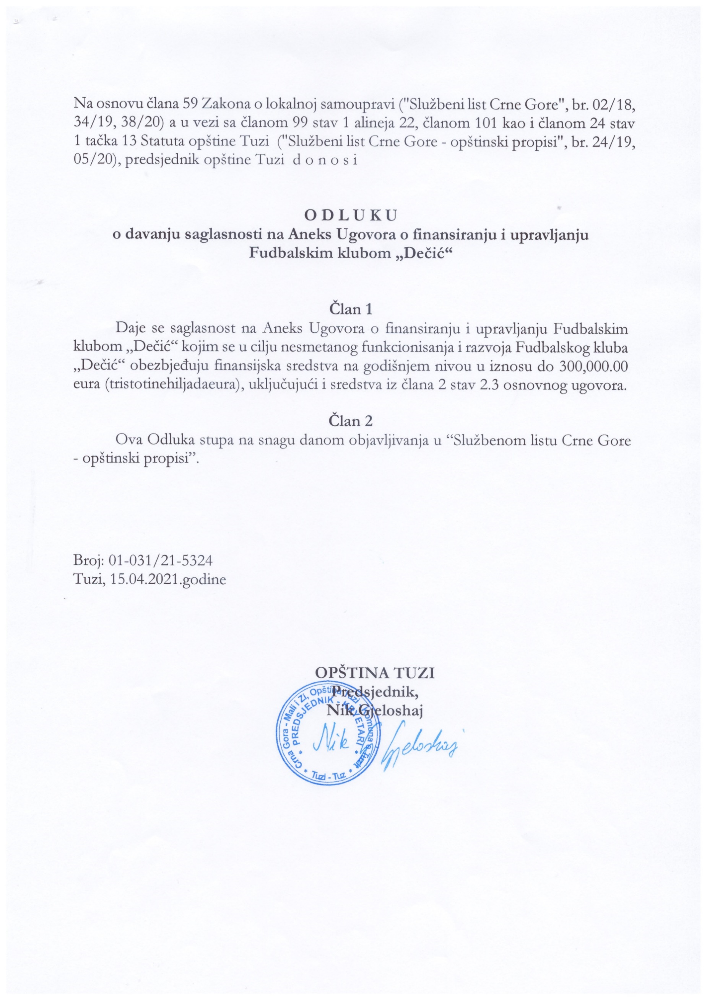 Na osnovu člana 59 Zakona o lokalnoj samoupravi ("Službeni list Crne Gore", br. 02/18,
34/19, 38/20) a u vezi sa članom 99 stav 1 alineja 22, članom 101 kao i članom 24 stav
1 tačka 13 Statuta opštine Tuzi ("Službeni list Crne Gore - opštinski propisi", br. 24/19,
05/20), predsjednik opštine Tuzi d o n o s i
O D L U K U
o davanju saglasnosti na Aneks Ugovora o finansiranju i upravljanju
Fudbalskim klubom „Dečić“
Član 1
Daje se saglasnost na Aneks Ugovora o finansiranju i upravljanju Fudbalskim
klubom „Dečić“ kojim se u cilju nesmetanog funkcionisanja i razvoja Fudbalskog kluba
„Dečić“ obezbjeđuju finansijska sredstva na godišnjem nivou u iznosu do 300,000.00
eura (tristotinehiljadaeura), uključujući i sredstva iz člana 2 stav 2.3 osnovnog ugovora.
Član 2
Ova Odluka stupa na snagu danom objavljivanja u “Službenom listu Crne Gore
- opštinski propisi”.
Broj: 01-031/21-5324
Tuzi, 15.04.2021.godine
OPŠTINA TUZI
Predsjednik,
Nik Gjeloshaj
Nik Gjeloshaj
* Crna Gora - Mali i Zi, Opština Tuzi - Komuna e Tuzit *
* PREDSJEDNIK - KRYETARI *
Tuzi - Tuz